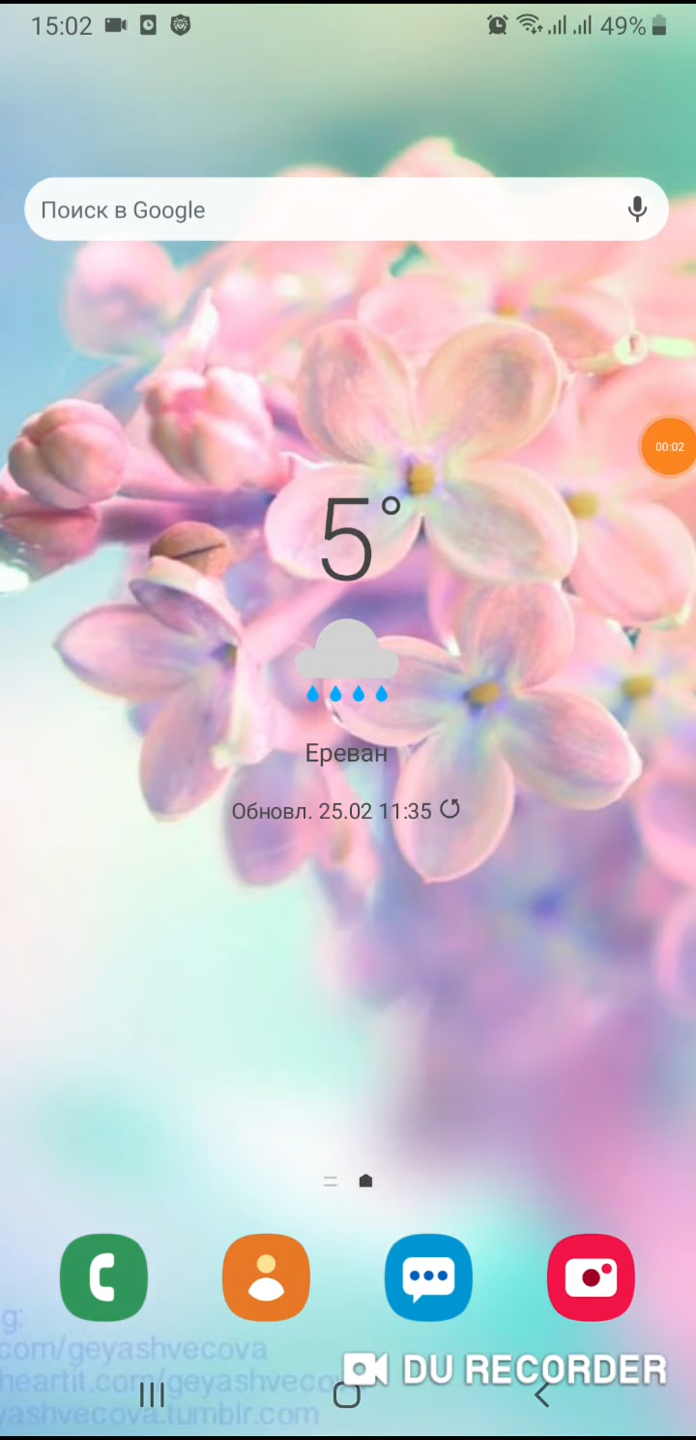 15:02 49%
Поиск в Google
00:02
5°
Ереван
Обновл. 25.02 11:35
g:
com/geyashvecova
heartit.com/geyashvecova
DU RECORDER
yashvecova.tumblr.com